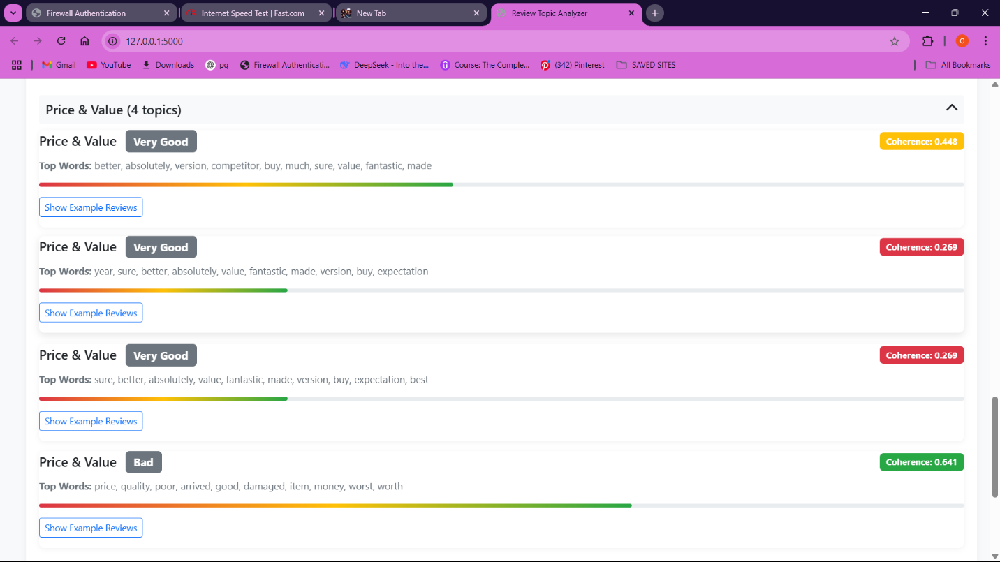 Firewall Authentication
Internet Speed Test | Fast.com
New Tab
Review Topic Analyzer
127.0.0.1:5000
O
Gmail
YouTube
Downloads
pq
Firewall Authenticati...
DeepSeek - Into the...
Course: The Comple...
(342) Pinterest
SAVED SITES
All Bookmarks
Price & Value (4 topics)
Price & Value Very Good Coherence: 0.448
Top Words: better, absolutely, version, competitor, buy, much, sure, value, fantastic, made
Show Example Reviews
Price & Value Very Good Coherence: 0.269
Top Words: year, sure, better, absolutely, value, fantastic, made, version, buy, expectation
Show Example Reviews
Price & Value Very Good Coherence: 0.269
Top Words: sure, better, absolutely, value, fantastic, made, version, buy, expectation, best
Show Example Reviews
Price & Value Bad Coherence: 0.641
Top Words: price, quality, poor, arrived, good, damaged, item, money, worst, worth
Show Example Reviews